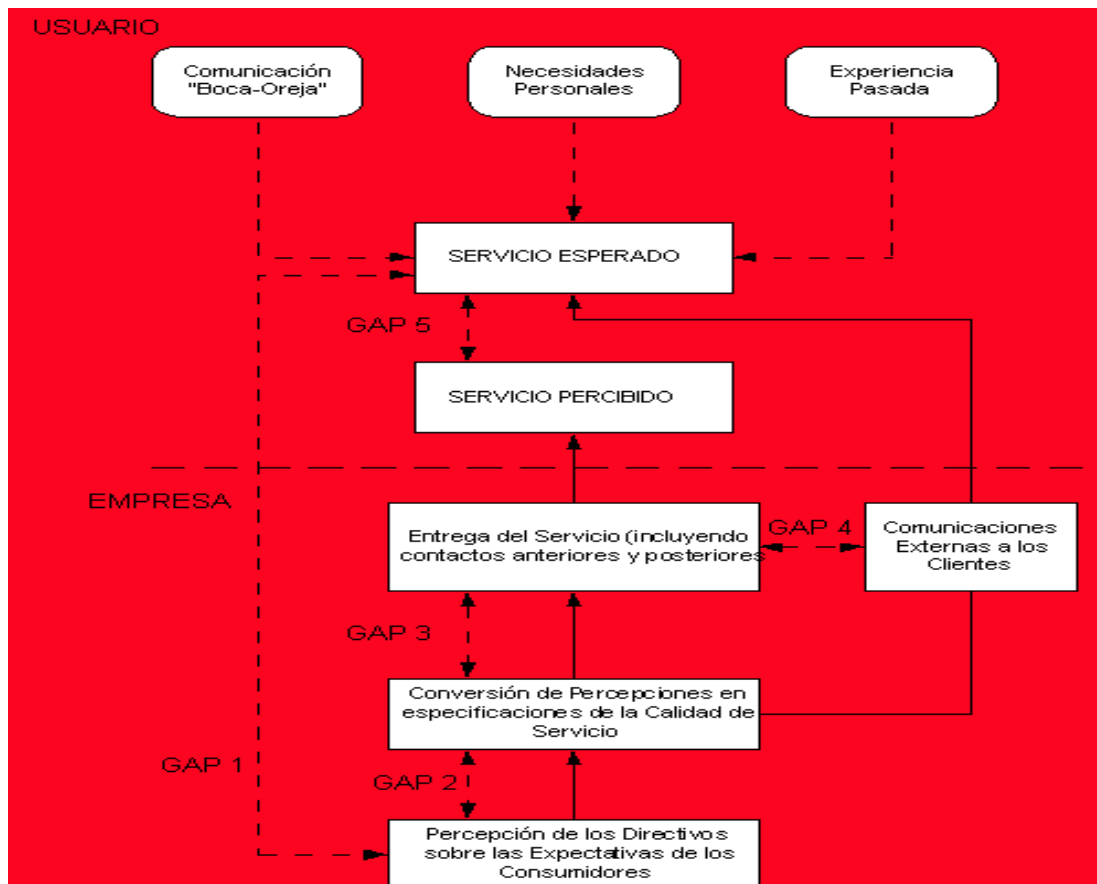 USUARIO
Comunicación
"Boca-Oreja"
Necesidades
Personales
Experiencia
Pasada
SERVICIO ESPERADO
GAP 5
SERVICIO PERCIBIDO
EMPRESA
Entrega del Servicio (incluyendo
contactos anteriores y posteriores
GAP 4
Comunicaciones
Externas a los
Clientes
GAP 3
Conversión de Percepciones en
especificaciones de la Calidad de
Servicio
GAP 1
GAP 2
Percepción de los Directivos
sobre las Expectativas de los
Consumidores